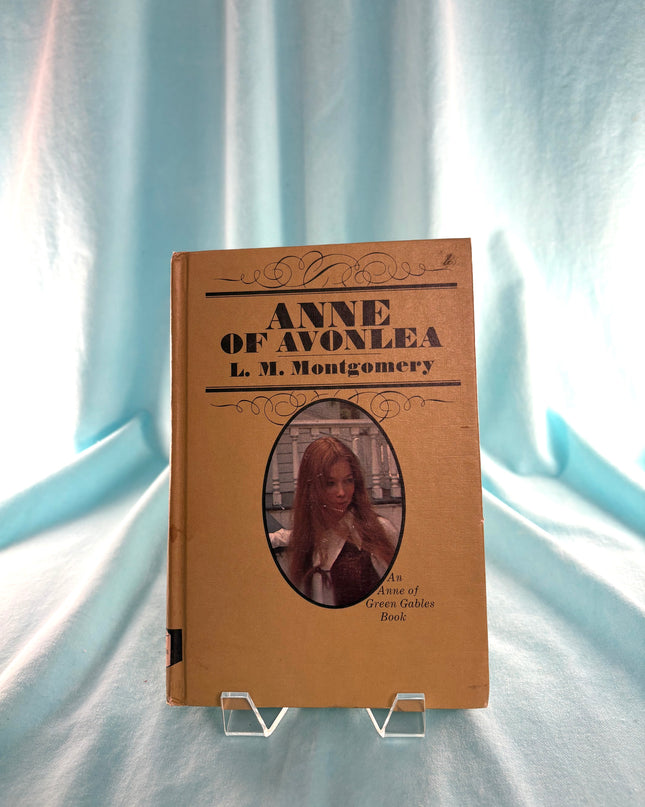 ANNE
OF AVONLEA
L. M. Montgomery
An
Anne of
Green Gables
Book